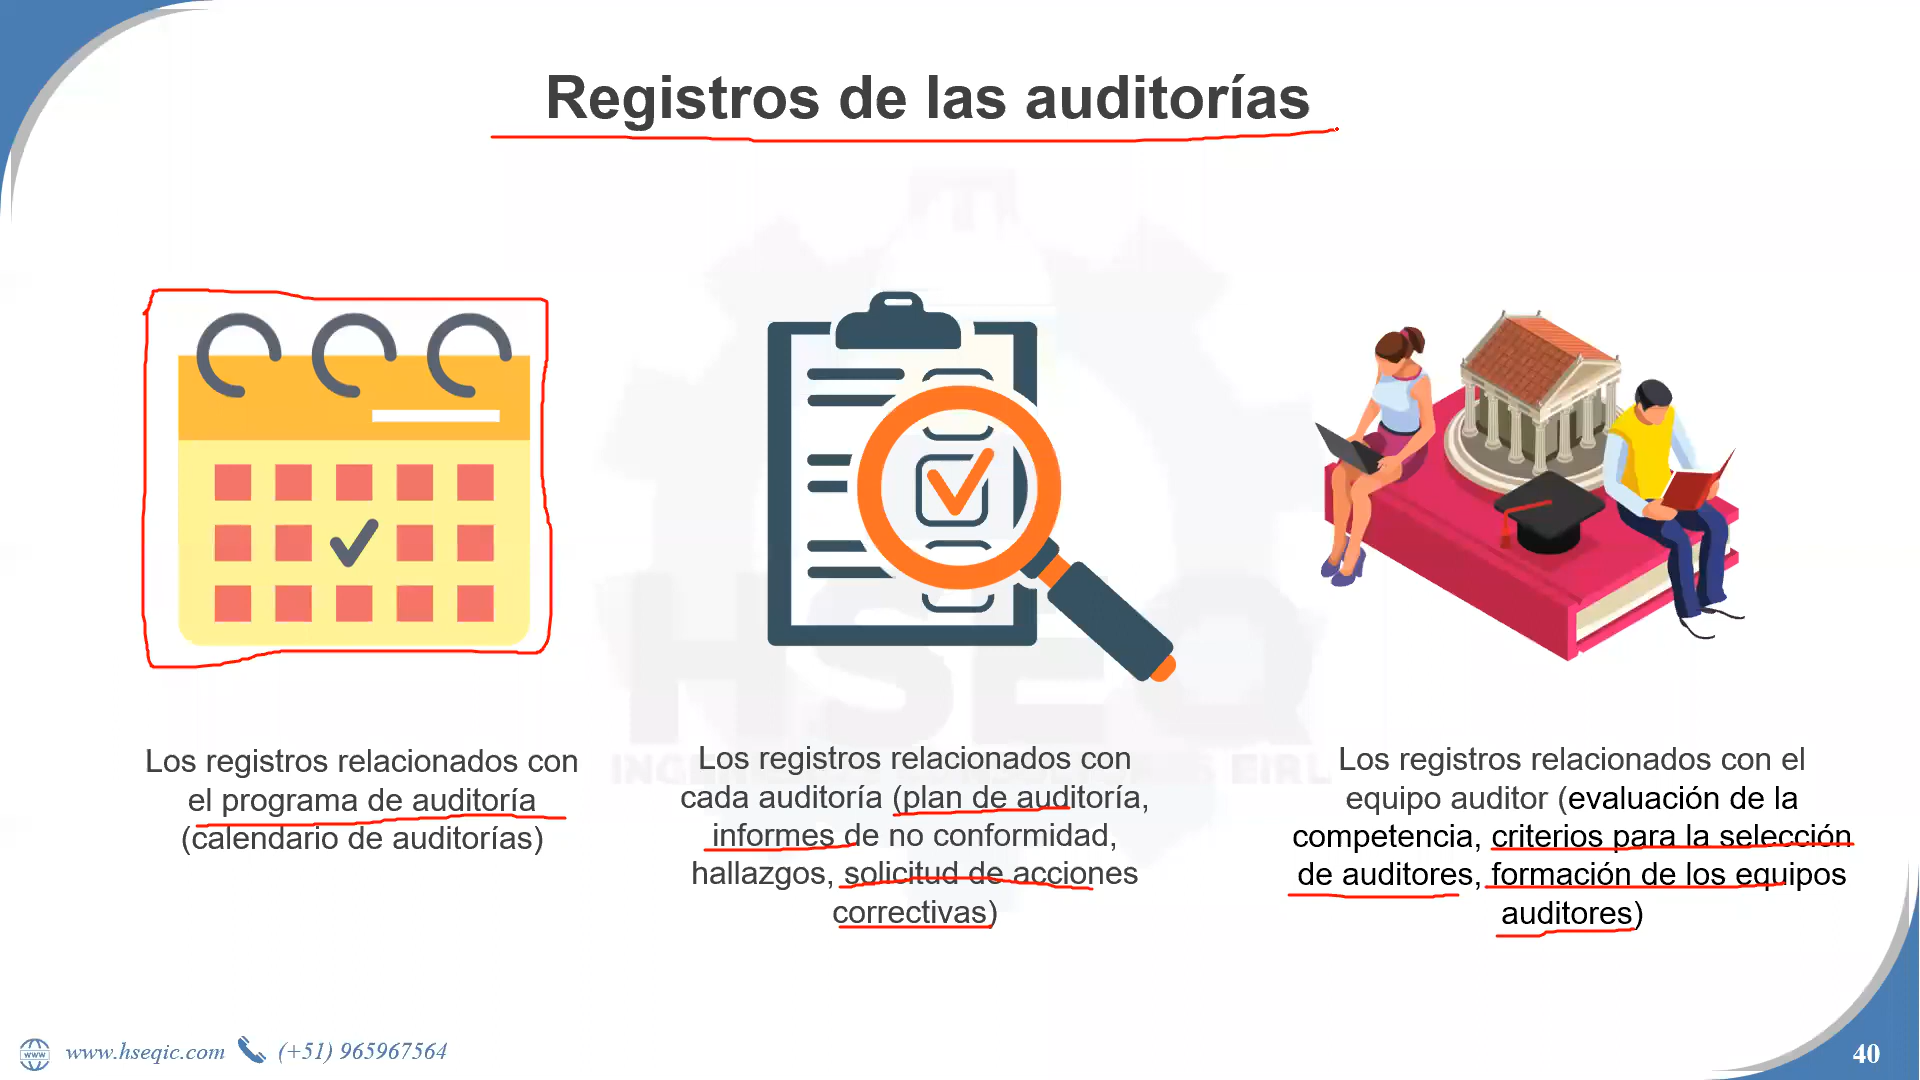 Registros de las auditorías
Los registros relacionados con
el programa de auditoría
(calendario de auditorías)
Los registros relacionados con
cada auditoría (plan de auditoría,
informes de no conformidad,
hallazgos, solicitud de acciones
correctivas)
Los registros relacionados con el
equipo auditor (evaluación de la
competencia, criterios para la selección
de auditores, formación de los equipos
auditores)
HSEQ
EIRL
www
www.hseqic.com
(+51) 965967564
40